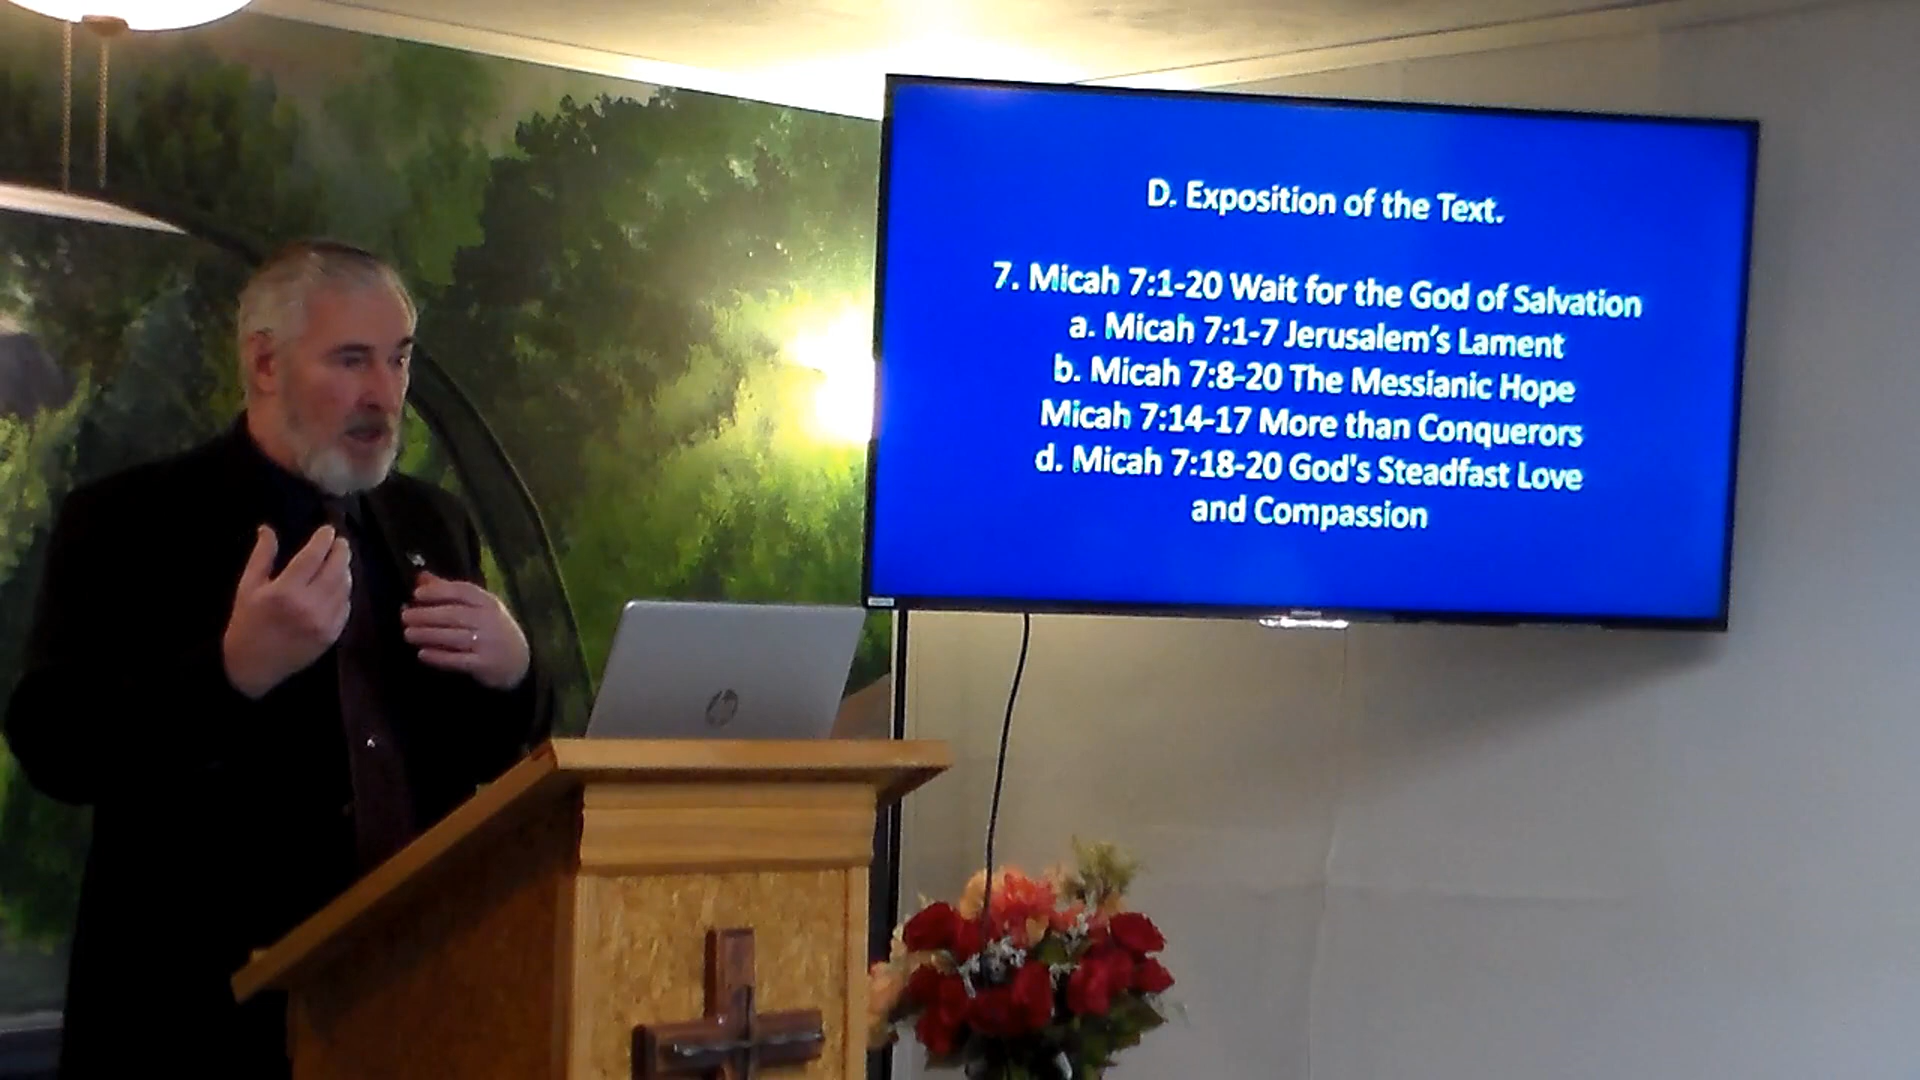 D. Exposition of the Text.
7. Micah 7:1-20 Wait for the God of Salvation
a. Micah 7:1-7 Jerusalem's Lament
b. Micah 7:8-20 The Messianic Hope
Micah 7:14-17 More than Conquerors
d. Micah 7:18-20 God's Steadfast Love
and Compassion
hp